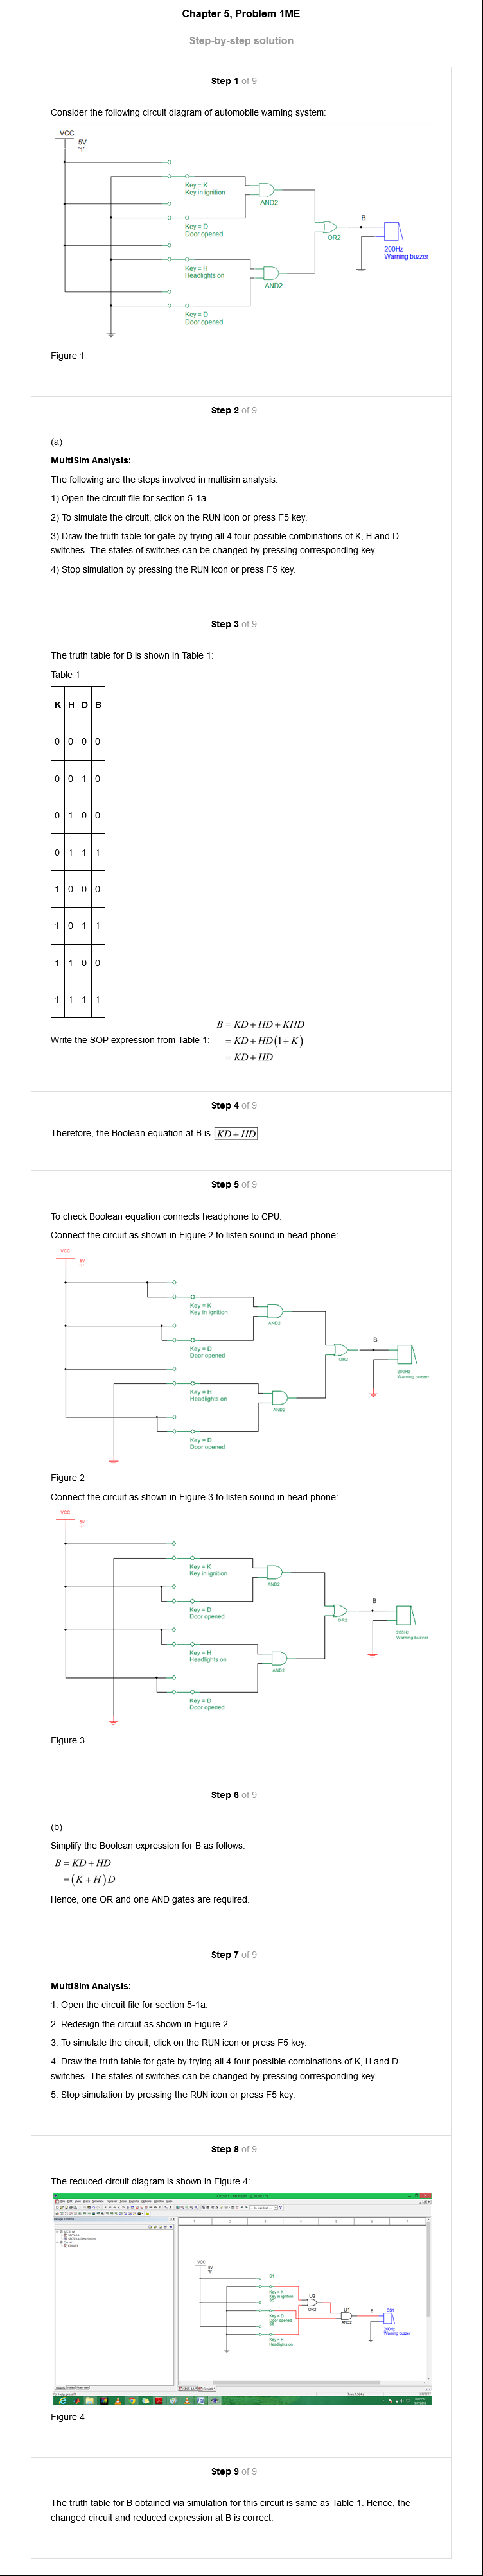 Chapter 5, Problem 1ME
Step-by-step solution
Step 1 of 9
Consider the following circuit diagram of automobile warning system:
VCC
5V
'1'
Key = K
Key in ignition
AND2
Key = D
Door opened
OR2
B
200Hz
Warning buzzer
Key = H
Headlights on
AND2
Key = D
Door opened
Figure 1
Step 2 of 9
(a)
MultiSim Analysis:
The following are the steps involved in multisim analysis:
1) Open the circuit file for section 5-1a.
2) To simulate the circuit, click on the RUN icon or press F5 key.
3) Draw the truth table for gate by trying all 4 four possible combinations of K, H and D
switches. The states of switches can be changed by pressing corresponding key.
4) Stop simulation by pressing the RUN icon or press F5 key.
Step 3 of 9
The truth table for B is shown in Table 1:
Table 1
K H D B
0 0 0 0
0 0 1 0
0 1 0 0
0 1 1 1
1 0 0 0
1 0 1 1
1 1 0 0
1 1 1 1
B = KD + HD + KHD
Write the SOP expression from Table 1: = KD + HD(1 + K)
= KD + HD
Step 4 of 9
Therefore, the Boolean equation at B is KD + HD.
Step 5 of 9
To check Boolean equation connects headphone to CPU.
Connect the circuit as shown in Figure 2 to listen sound in head phone:
VCC
5V
'1'
Key = K
Key in ignition
AND2
Key = D
Door opened
OR2
B
200Hz
Warning buzzer
Key = H
Headlights on
AND2
Key = D
Door opened
Figure 2
Connect the circuit as shown in Figure 3 to listen sound in head phone:
VCC
5V
'1'
Key = K
Key in ignition
AND2
Key = D
Door opened
OR2
B
200Hz
Warning buzzer
Key = H
Headlights on
AND2
Key = D
Door opened
Figure 3
Step 6 of 9
(b)
Simplify the Boolean expression for B as follows:
B = KD + HD
= (K + H) D
Hence, one OR and one AND gates are required.
Step 7 of 9
MultiSim Analysis:
1. Open the circuit file for section 5-1a.
2. Redesign the circuit as shown in Figure 2.
3. To simulate the circuit, click on the RUN icon or press F5 key.
4. Draw the truth table for gate by trying all 4 four possible combinations of K, H and D
switches. The states of switches can be changed by pressing corresponding key.
5. Stop simulation by pressing the RUN icon or press F5 key.
Step 8 of 9
The reduced circuit diagram is shown in Figure 4:
VCC
5V
S1
Key = K
Key in ignition
U2
OR2
Key = D
Door opened
U1
AND2
B
DS1
200Hz
Warning buzzer
Key = H
Headlights on
Figure 4
Step 9 of 9
The truth table for B obtained via simulation for this circuit is same as Table 1. Hence, the
changed circuit and reduced expression at B is correct.